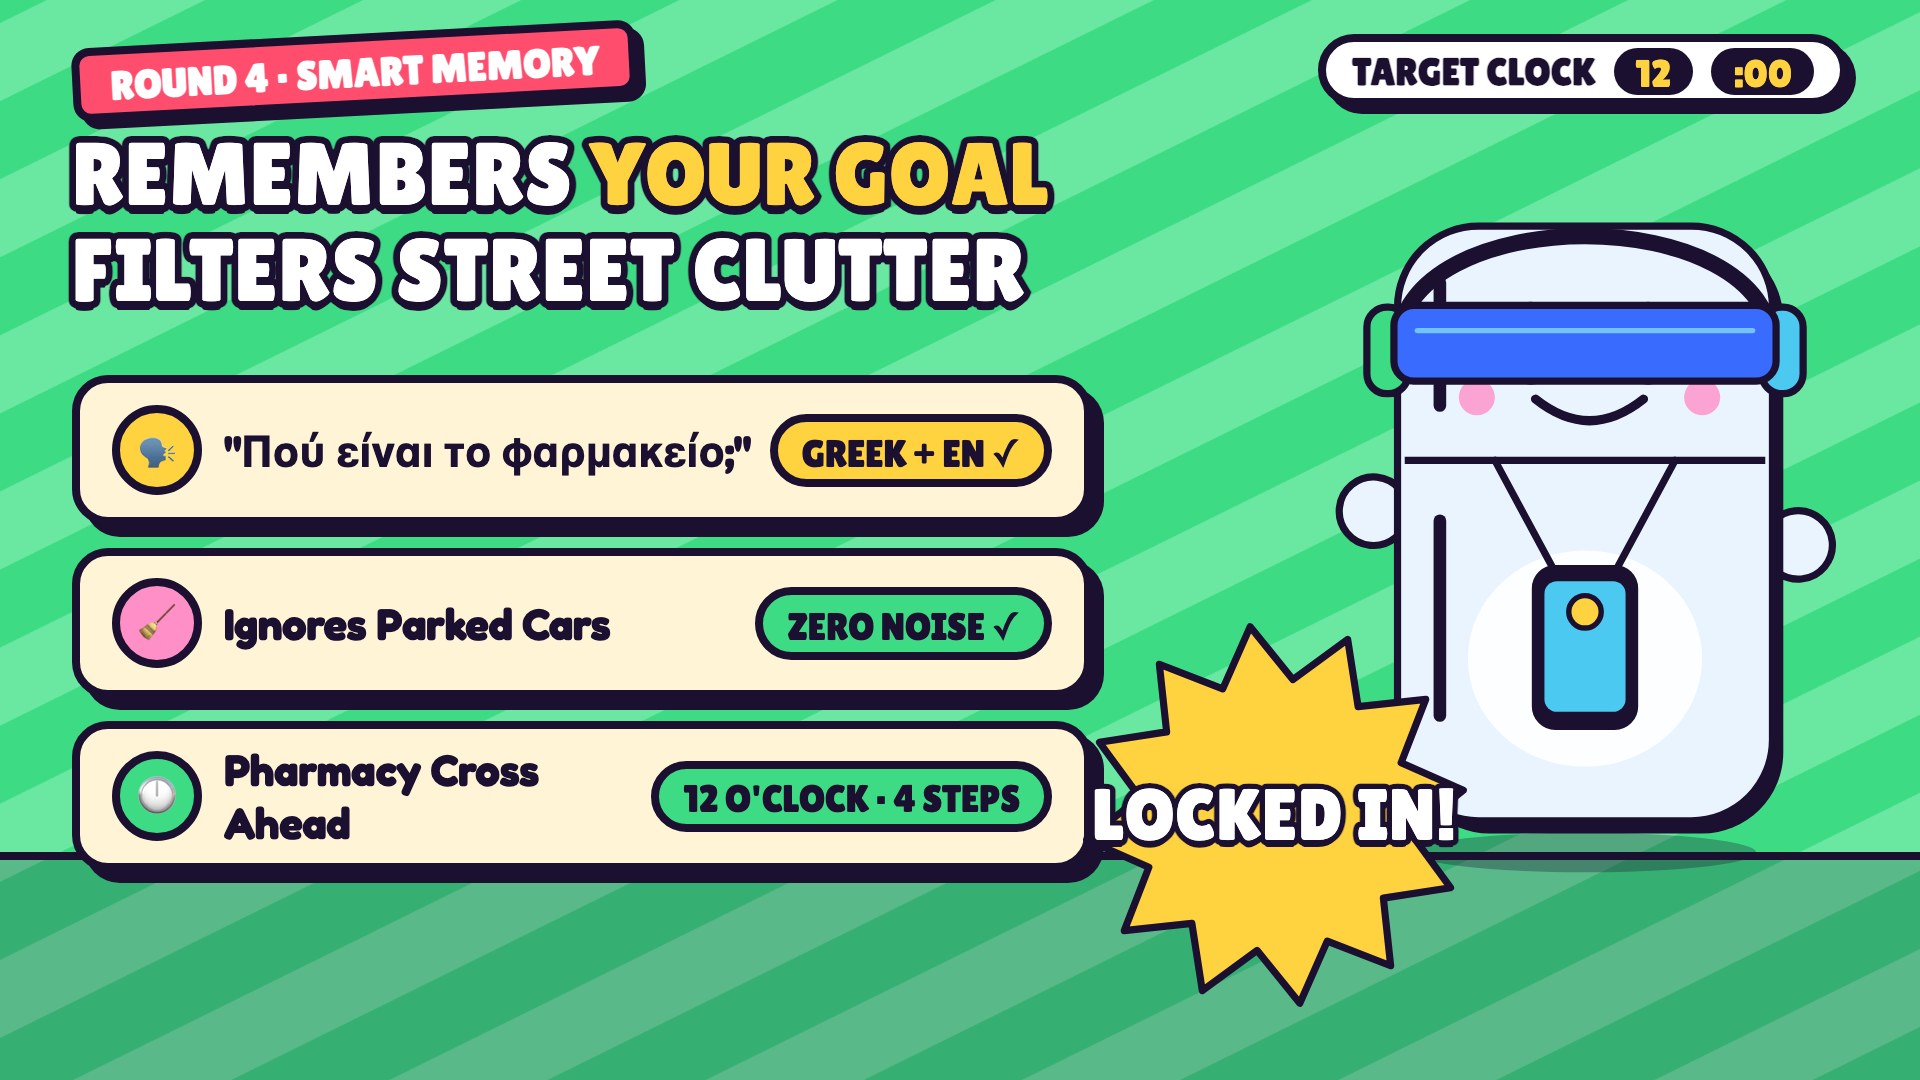 ROUND 4 · SMART MEMORY
TARGET CLOCK 12 :00
REMEMBERS YOUR GOAL
FILTERS STREET CLUTTER
"Πού είναι το φαρμακείο;" GREEK + EN ✓
Ignores Parked Cars ZERO NOISE ✓
Pharmacy Cross
Ahead
12 O'CLOCK · 4 STEPS
LOCKED IN!